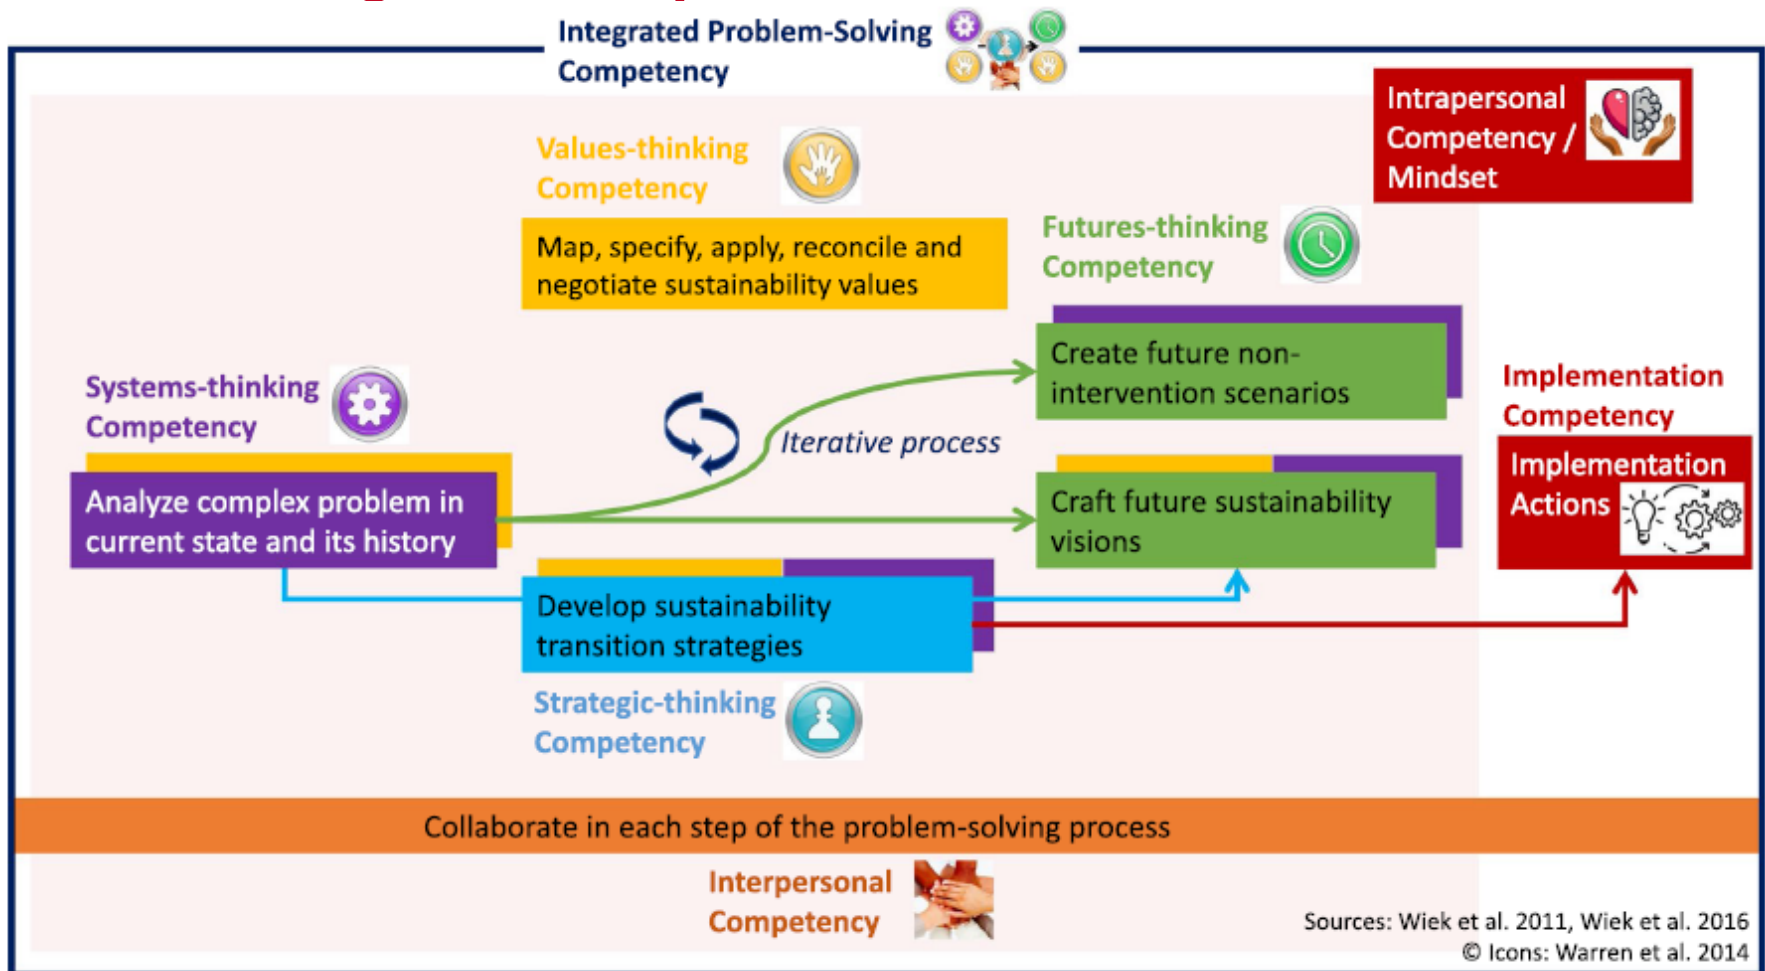 Integrated Problem-Solving
Competency
Intrapersonal
Competency /
Mindset
Values-thinking
Competency
Map, specify, apply, reconcile and
negotiate sustainability values
Futures-thinking
Competency
Create future non-
intervention scenarios
Systems-thinking
Competency
Iterative process
Implementation
Competency
Analyze complex problem in
current state and its history
Craft future sustainability
visions
Implementation
Actions
Develop sustainability
transition strategies
Strategic-thinking
Competency
Collaborate in each step of the problem-solving process
Interpersonal
Competency
Sources: Wiek et al. 2011, Wiek et al. 2016
© Icons: Warren et al. 2014